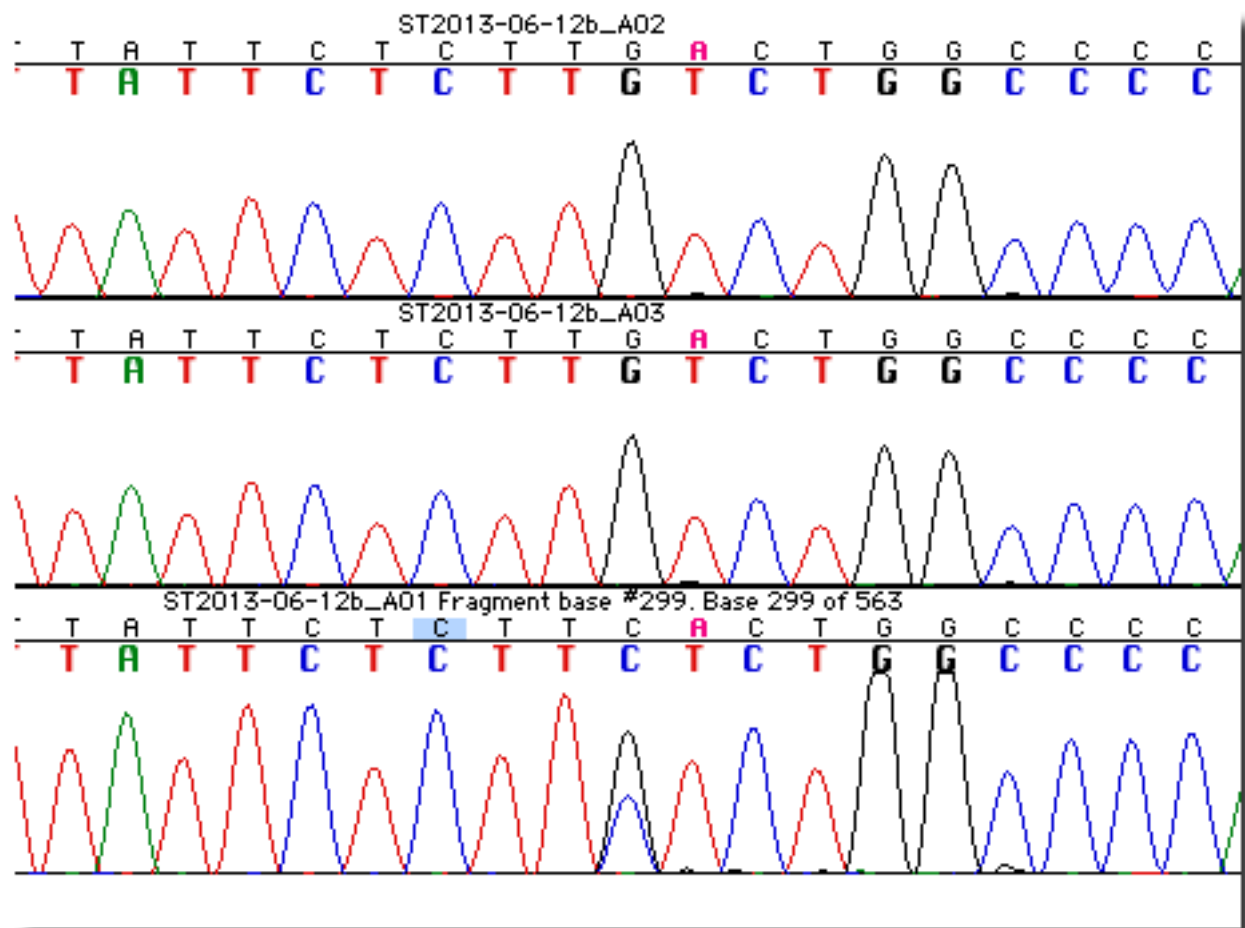 ST2013-06-12b_A02
T A T T C T C T T G A C T G G C C C C
T A T T C T C T T G T C T G G C C C C
ST2013-06-12b_A03
T A T T C T C T T G A C T G G C C C C
T A T T C T C T T G T C T G G C C C C
ST2013-06-12b_A01 Fragment base #299. Base 299 of 563
T A T T C T C T T C A C T G G C C C C
T A T T C T C T T C T C T G G C C C C